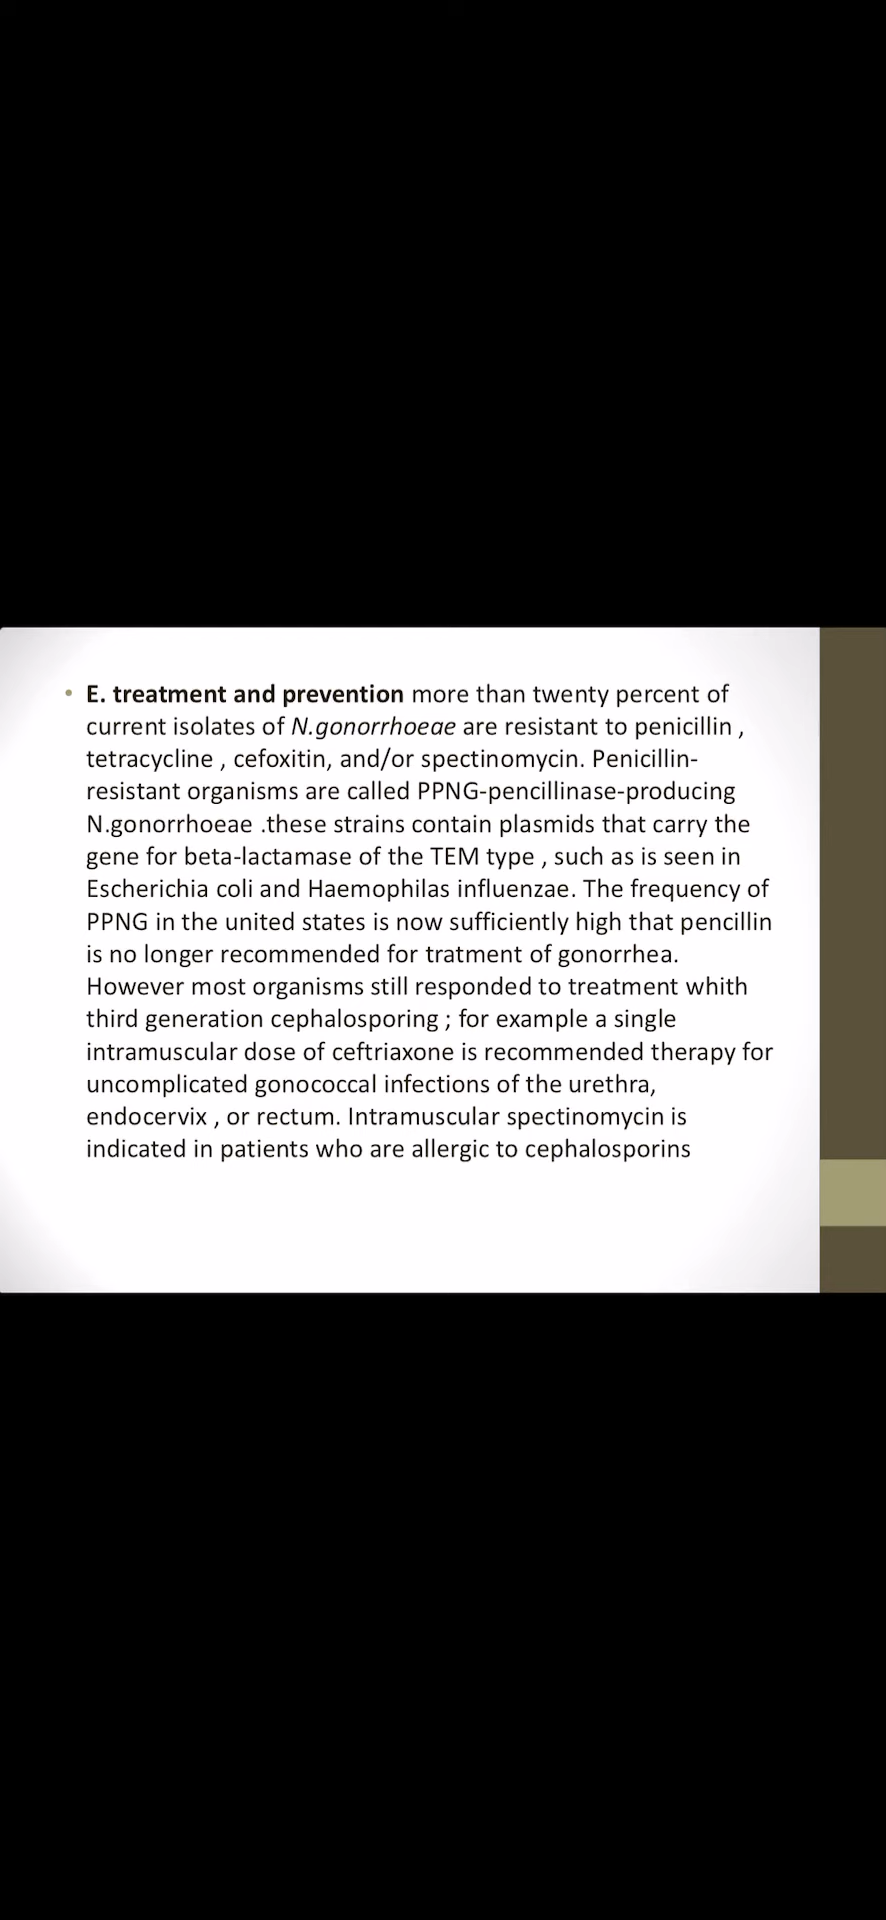 • E. treatment and prevention more than twenty percent of
current isolates of N.gonorrhoeae are resistant to penicillin ,
tetracycline , cefoxitin, and/or spectinomycin. Penicillin-
resistant organisms are called PPNG-pencillinase-producing
N.gonorrhoeae .these strains contain plasmids that carry the
gene for beta-lactamase of the TEM type , such as is seen in
Escherichia coli and Haemophilas influenzae. The frequency of
PPNG in the united states is now sufficiently high that pencillin
is no longer recommended for tratment of gonorrhea.
However most organisms still responded to treatment whith
third generation cephalosporing ; for example a single
intramuscular dose of ceftriaxone is recommended therapy for
uncomplicated gonococcal infections of the urethra,
endocervix , or rectum. Intramuscular spectinomycin is
indicated in patients who are allergic to cephalosporins